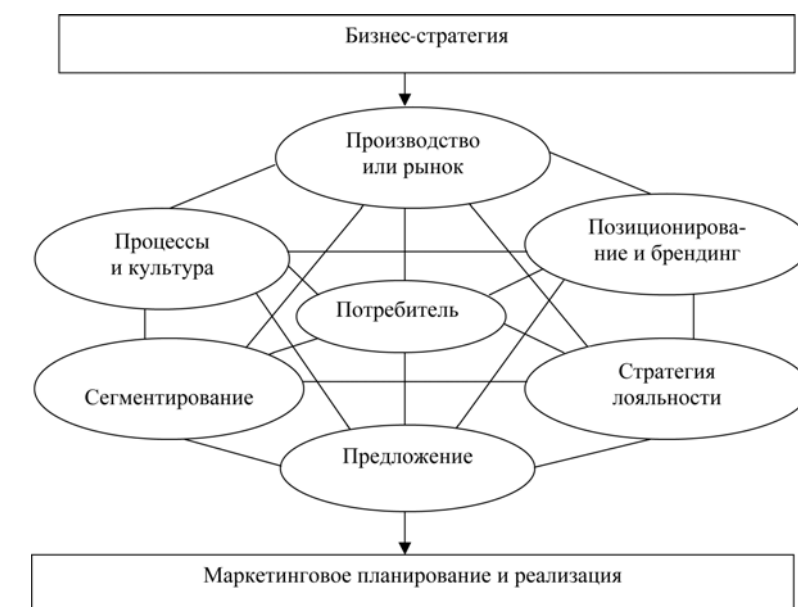 Бизнес-стратегия
Производство
или рынок
Процессы
и культура
Позиционирова-
ние и брендинг
Потребитель
Сегментирование
Стратегия
лояльности
Предложение
Маркетинговое планирование и реализация